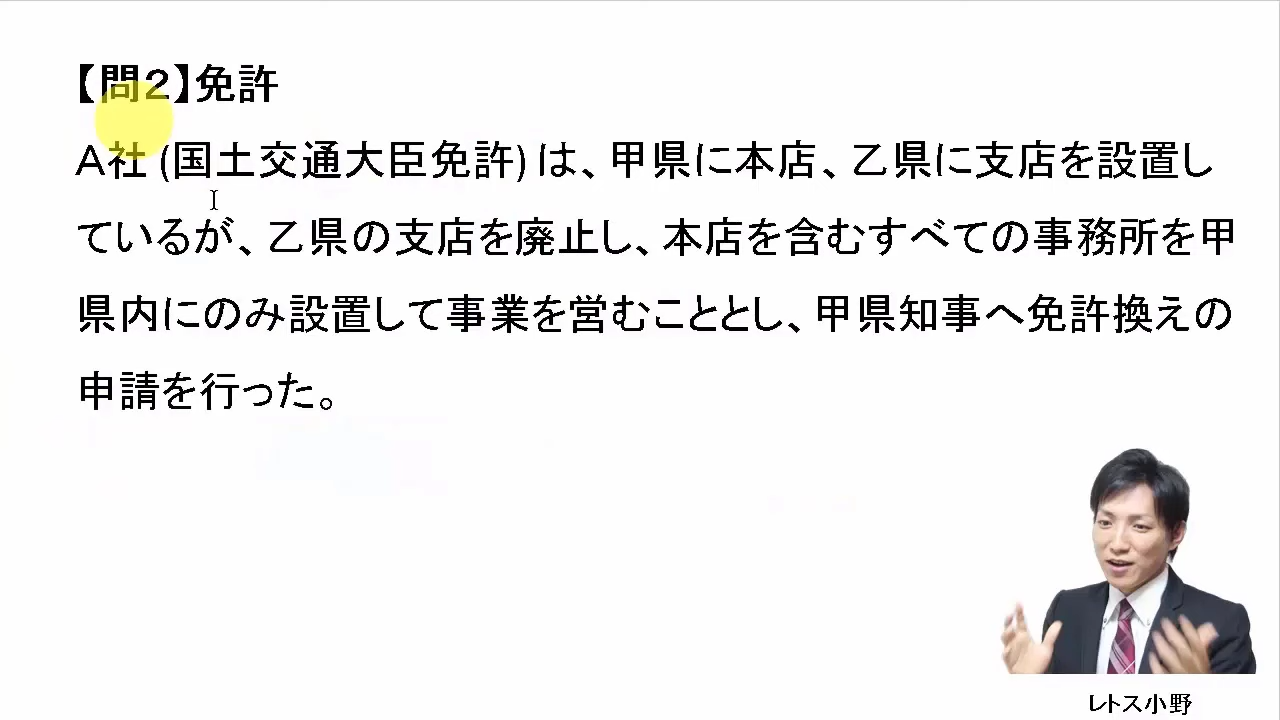 【問２】免許
Ａ社 (国土交通大臣免許) は、甲県に本店、乙県に支店を設置し
ているが、乙県の支店を廃止し、本店を含むすべての事務所を甲
県内にのみ設置して事業を営むこととし、甲県知事へ免許換えの
申請を行った。
レトス小野